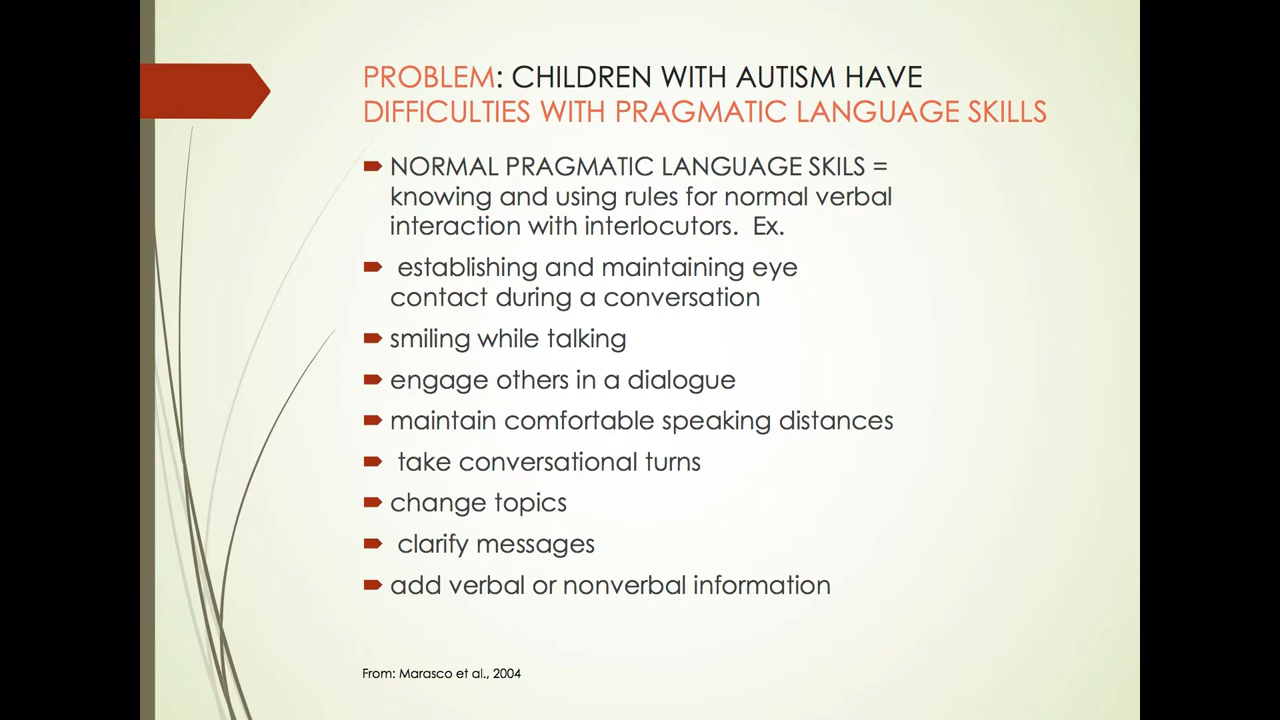 PROBLEM: CHILDREN WITH AUTISM HAVE
DIFFICULTIES WITH PRAGMATIC LANGUAGE SKILLS
NORMAL PRAGMATIC LANGUAGE SKILS =
knowing and using rules for normal verbal
interaction with interlocutors. Ex.
establishing and maintaining eye
contact during a conversation
smiling while talking
engage others in a dialogue
maintain comfortable speaking distances
take conversational turns
change topics
clarify messages
add verbal or nonverbal information
From: Marasco et al., 2004